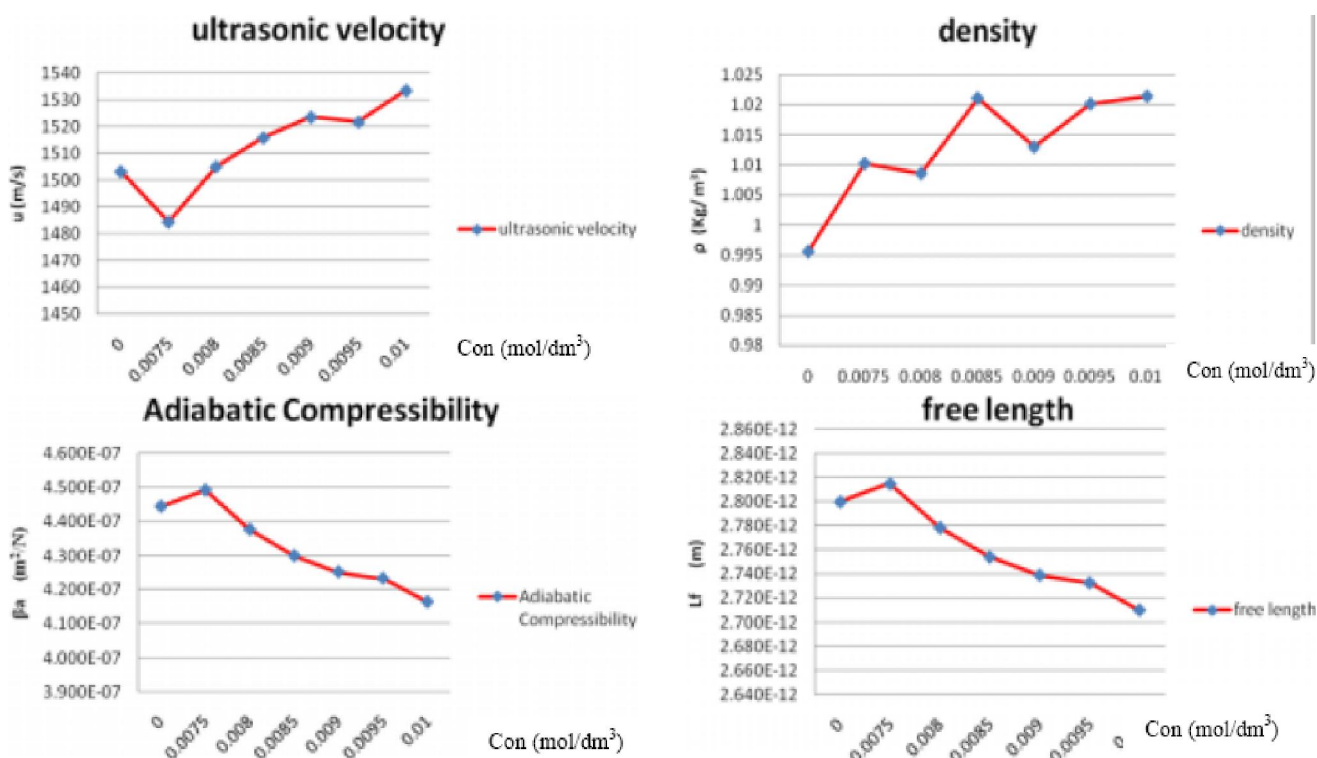 ultrasonic velocity
1540
1530
1520
1510
1500
1490
1480
1470
1460
1450
u (m/s)
ultrasonic velocity
0
0.0075
0.008
0.0085
0.009
0.0095
0.01
Con (mol/dm³)
density
1.025
1.02
1.015
1.01
1.005
1
0.995
0.99
0.985
0.98
ρ (Kg/ m³)
density
0
0.0075
0.008
0.0085
0.009
0.0095
0.01
Con (mol/dm³)
Adiabatic Compressibility
4.600E-07
4.500E-07
4.400E-07
4.300E-07
4.200E-07
4.100E-07
4.000E-07
3.900E-07
βa (m²/N)
Adiabatic
Compressibility
0
0.0075
0.008
0.0085
0.009
0.0095
0.01
Con (mol/dm³)
free length
2.860E-12
2.840E-12
2.820E-12
2.800E-12
2.780E-12
2.760E-12
2.740E-12
2.720E-12
2.700E-12
2.680E-12
2.660E-12
2.640E-12
Lf (m)
free length
0
0.0075
0.008
0.0085
0.009
0.0095
0
Con (mol/dm³)